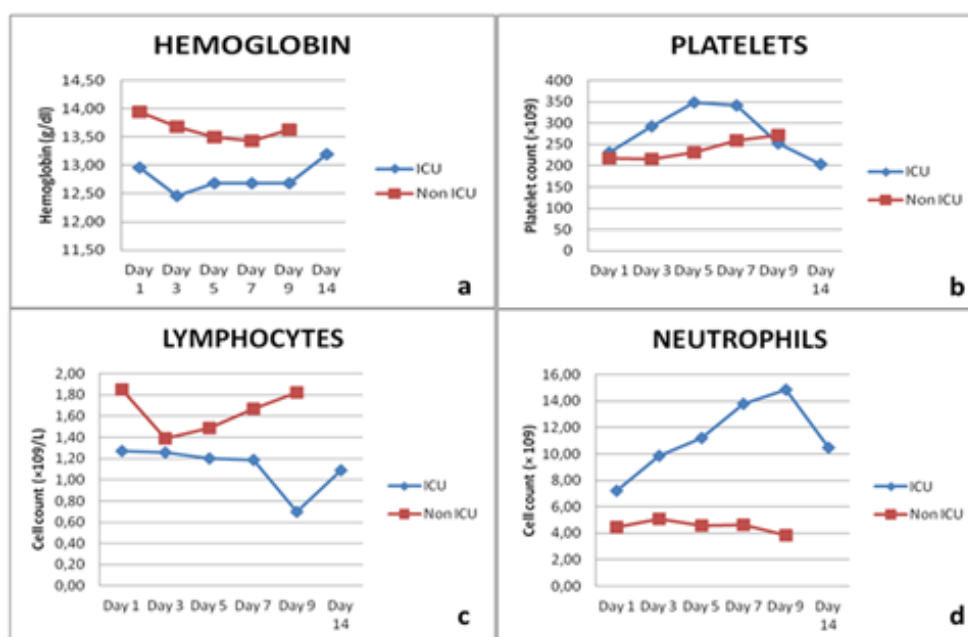 HEMOGLOBIN
Hemoglobin (g/dl)
14,50
14,00
13,50
13,00
12,50
12,00
11,50
Day 1
Day 3
Day 5
Day 7
Day 9
Day 14
ICU
Non ICU
a
PLATELETS
Platelet count (×109)
400
350
300
250
200
150
100
50
0
Day 1 Day 3 Day 5 Day 7 Day 9 Day
14
ICU
Non ICU
b
LYMPHOCYTES
Cell count (×109/L)
2,00
1,80
1,60
1,40
1,20
1,00
0,80
0,60
0,40
0,20
0,00
Day 1 Day 3 Day 5 Day 7 Day 9 Day
14
ICU
Non ICU
c
NEUTROPHILS
Cell count (×109)
16,00
14,00
12,00
10,00
8,00
6,00
4,00
2,00
0,00
Day 1 Day 3 Day 5 Day 7 Day 9 Day
14
ICU
Non ICU
d